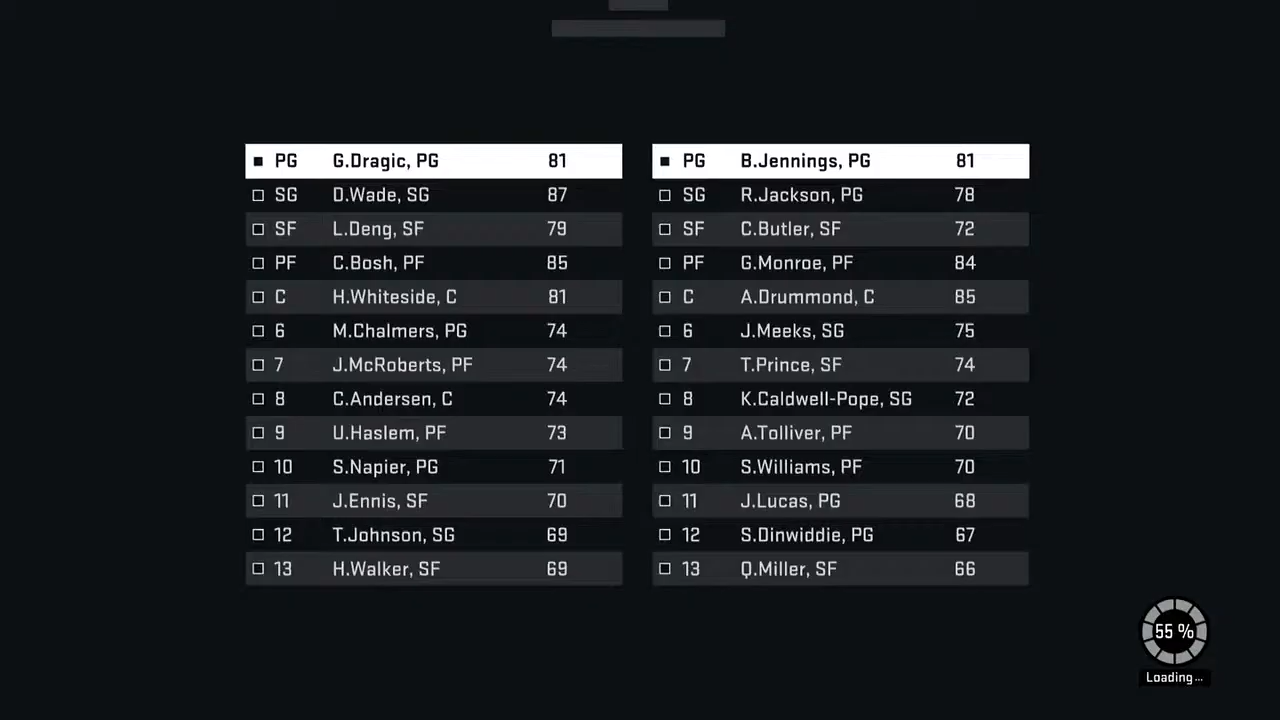 PG G.Dragic, PG 81
SG D.Wade, SG 87
SF L.Deng, SF 79
PF C.Bosh, PF 85
C H.Whiteside, C 81
6 M.Chalmers, PG 74
7 J.McRoberts, PF 74
8 C.Andersen, C 74
9 U.Haslem, PF 73
10 S.Napier, PG 71
11 J.Ennis, SF 70
12 T.Johnson, SG 69
13 H.Walker, SF 69
PG B.Jennings, PG 81
SG R.Jackson, PG 78
SF C.Butler, SF 72
PF G.Monroe, PF 84
C A.Drummond, C 85
6 J.Meeks, SG 75
7 T.Prince, SF 74
8 K.Caldwell-Pope, SG 72
9 A.Tolliver, PF 70
10 S.Williams, PF 70
11 J.Lucas, PG 68
12 S.Dinwiddie, PG 67
13 Q.Miller, SF 66
55 %
Loading...